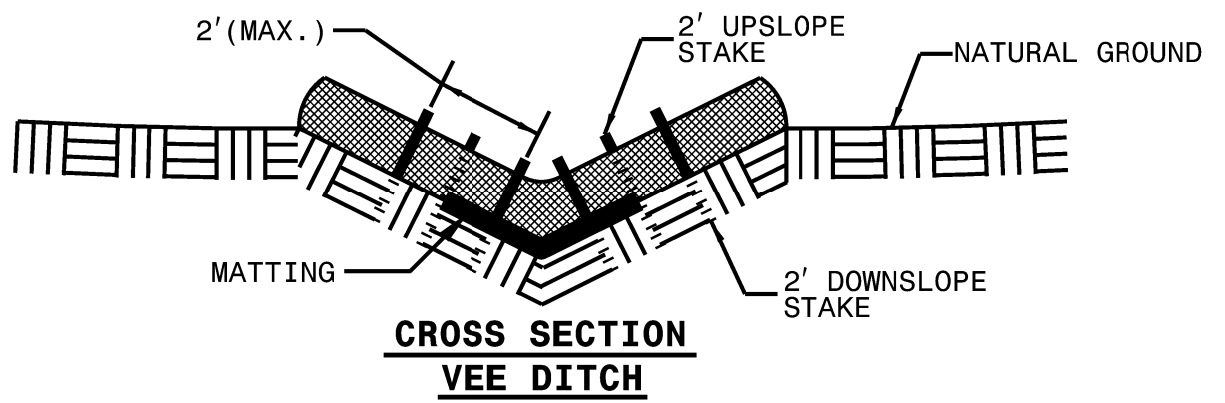 2'(MAX.)
2' UPSLOPE
STAKE
NATURAL GROUND
MATTING
2' DOWNSLOPE
STAKE
CROSS SECTION
VEE DITCH